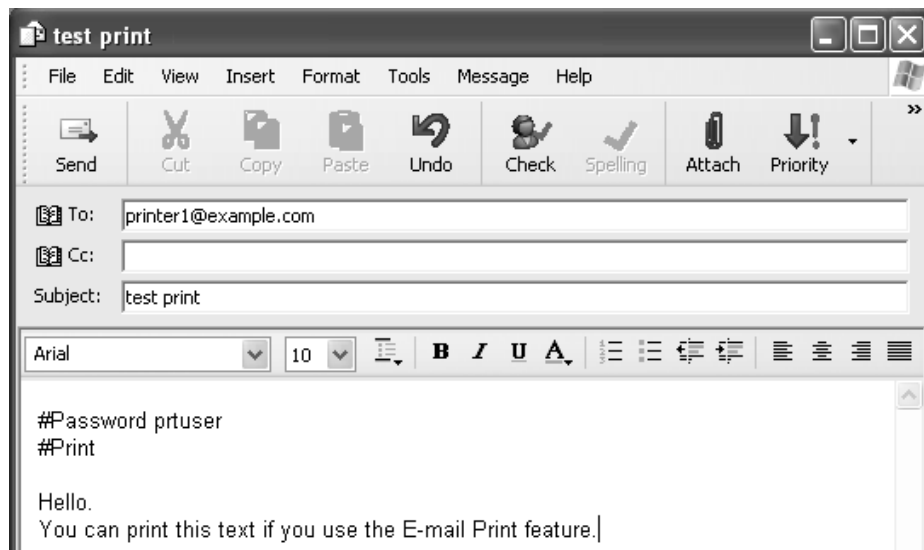 test print
File Edit View Insert Format Tools Message Help
»
Send Cut Copy Paste Undo Check Spelling Attach Priority
To: printer1@example.com
Cc:
Subject: test print
Arial 10 B I U A
#Password prtuser
#Print
Hello.
You can print this text if you use the E-mail Print feature.